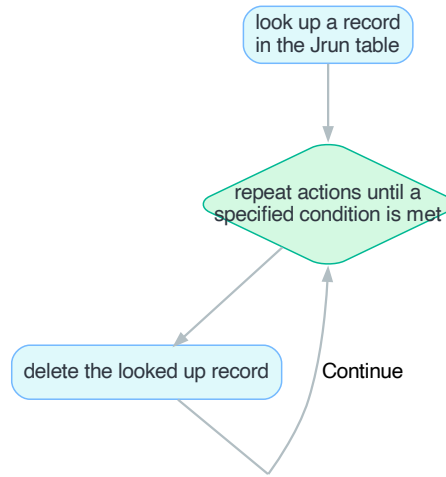 look up a record
in the Jrun table
repeat actions until a
specified condition is met
delete the looked up record
Continue